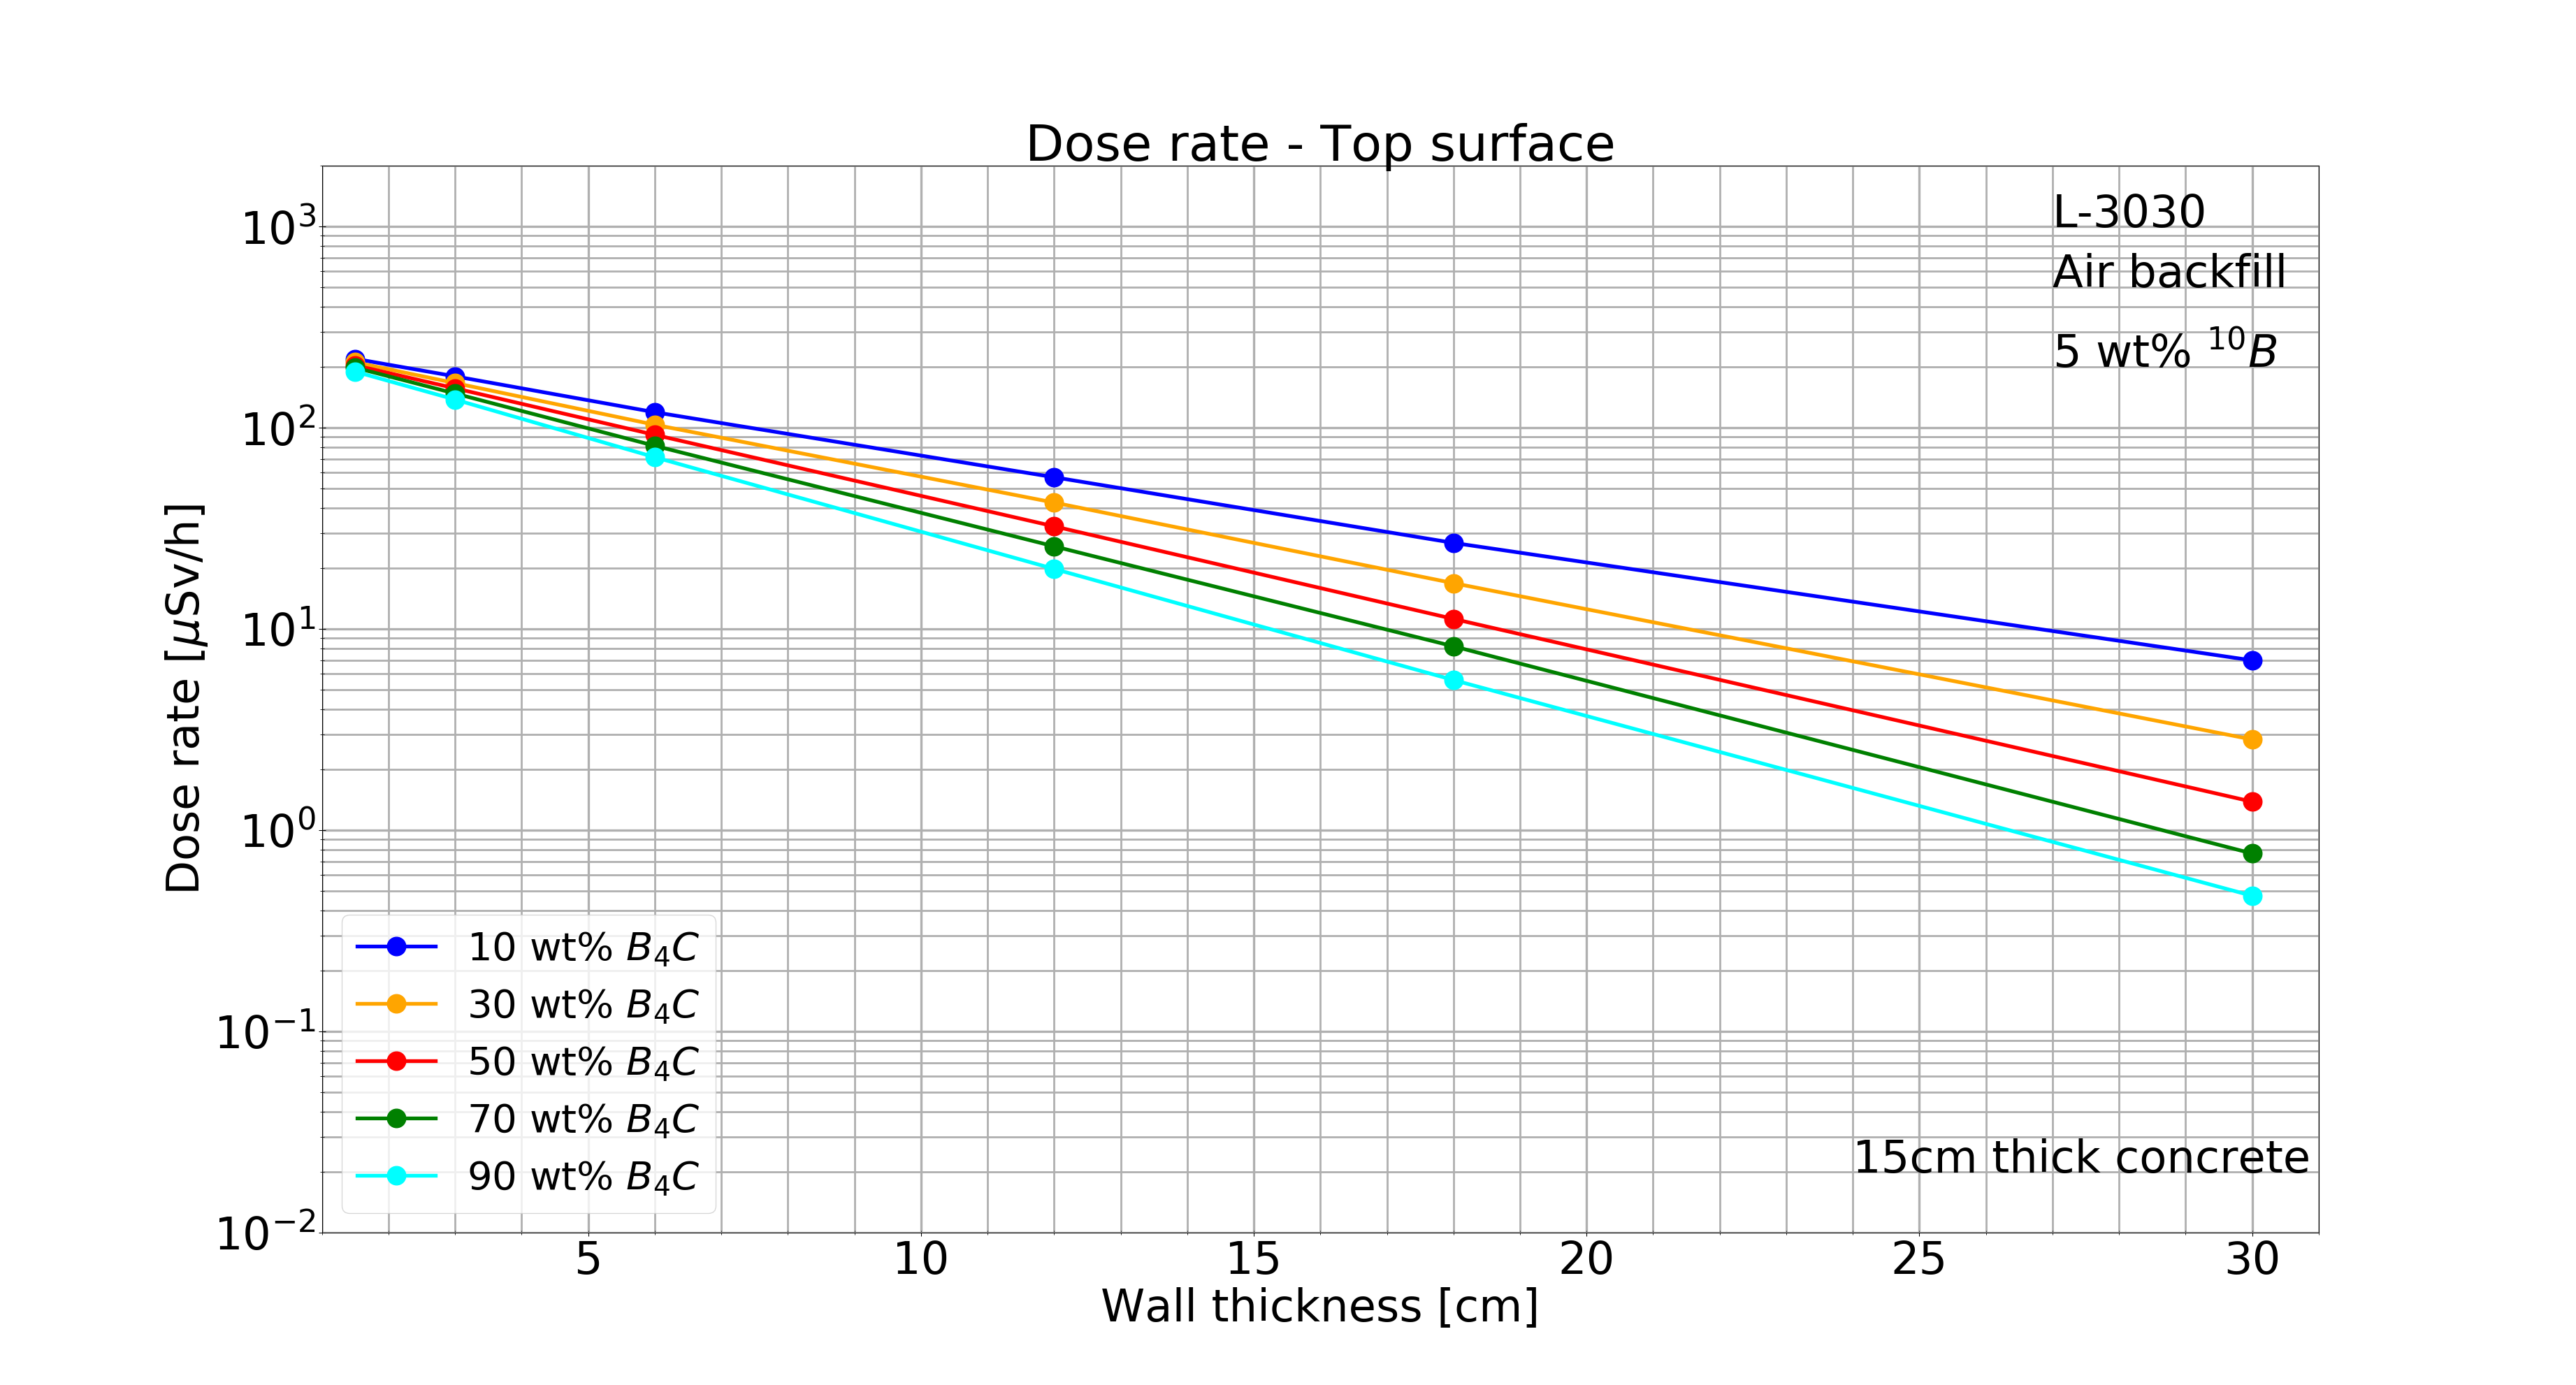 Dose rate - Top surface
L-3030
Air backfill
5 wt% ¹⁰B
10³
10²
10¹
10⁰
10⁻¹
10⁻²
Dose rate [μSv/h]
10 wt% B₄C
30 wt% B₄C
50 wt% B₄C
70 wt% B₄C
90 wt% B₄C
15cm thick concrete
5 10 15 20 25 30
Wall thickness [cm]